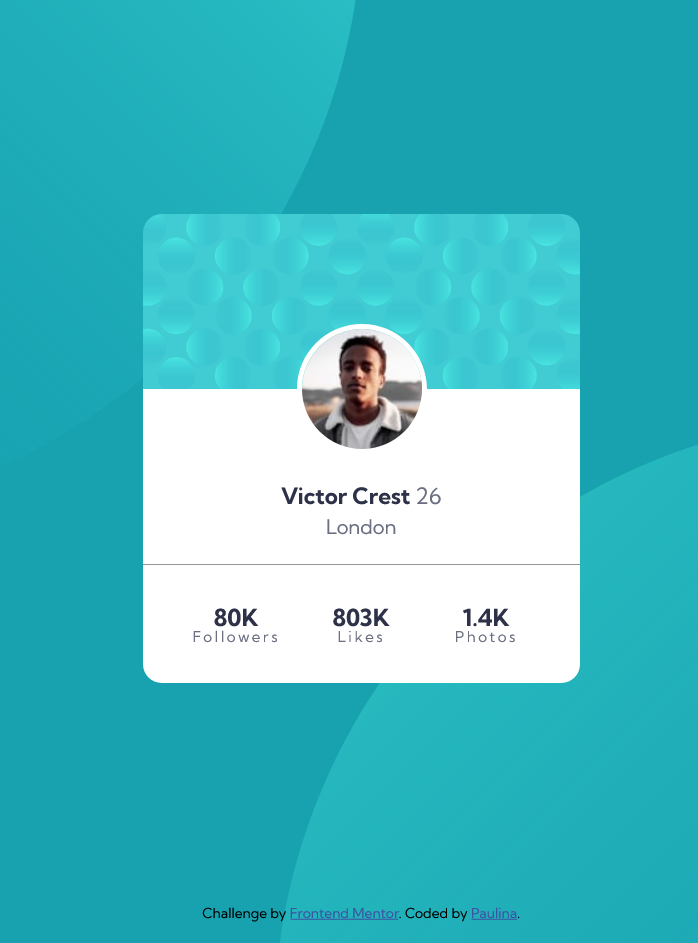 Victor Crest 26
London
80K 803K 1.4K
Followers Likes Photos
Challenge by Frontend Mentor. Coded by Paulina.